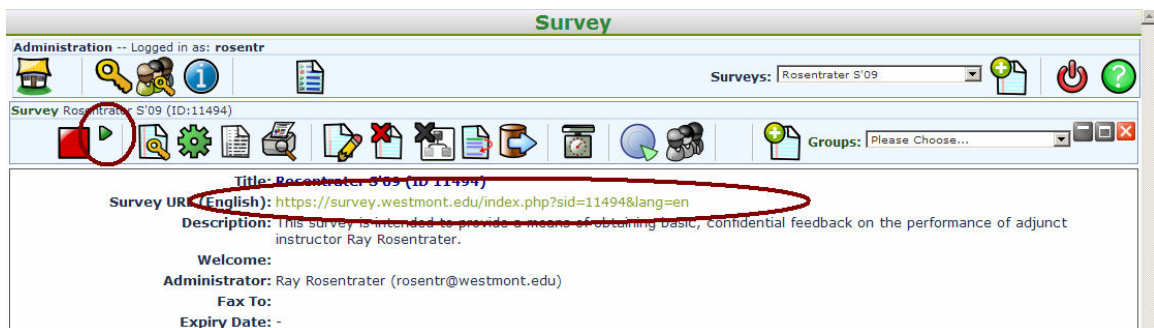 Survey
Administration -- Logged in as: rosentr
Surveys: Rosentrater S'09
Survey Rosentrater S'09 (ID:11494)
Groups: Please Choose...
Title: Rosentrater S'09 (ID 11494)
Survey URL (English): https://survey.westmont.edu/index.php?sid=11494&lang=en
Description: This survey is intended to provide a means of obtaining basic, confidential feedback on the performance of adjunct
instructor Ray Rosentrater.
Welcome:
Administrator: Ray Rosentrater (rosentr@westmont.edu)
Fax To:
Expiry Date: -